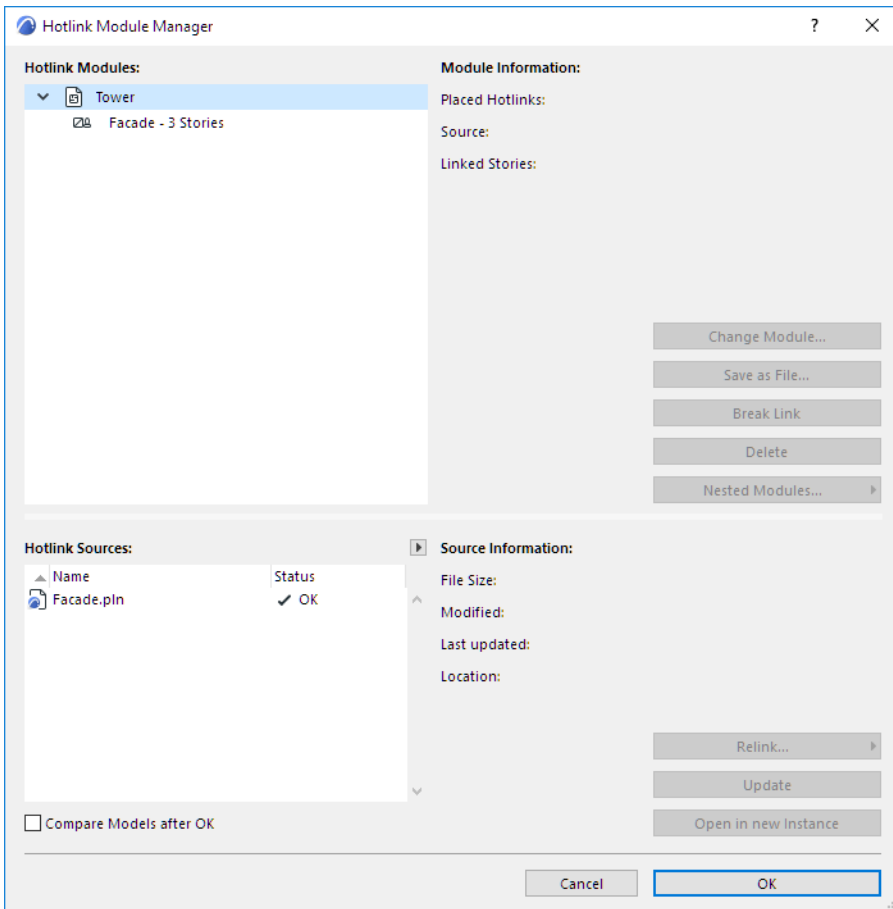 Hotlink Module Manager
?
Hotlink Modules:
Tower
Facade - 3 Stories
Module Information:
Placed Hotlinks:
Source:
Linked Stories:
Change Module...
Save as File...
Break Link
Delete
Nested Modules...
Hotlink Sources:
Name Status
Facade.pln OK
Source Information:
File Size:
Modified:
Last updated:
Location:
Relink...
Update
Open in new Instance
Compare Models after OK
Cancel OK